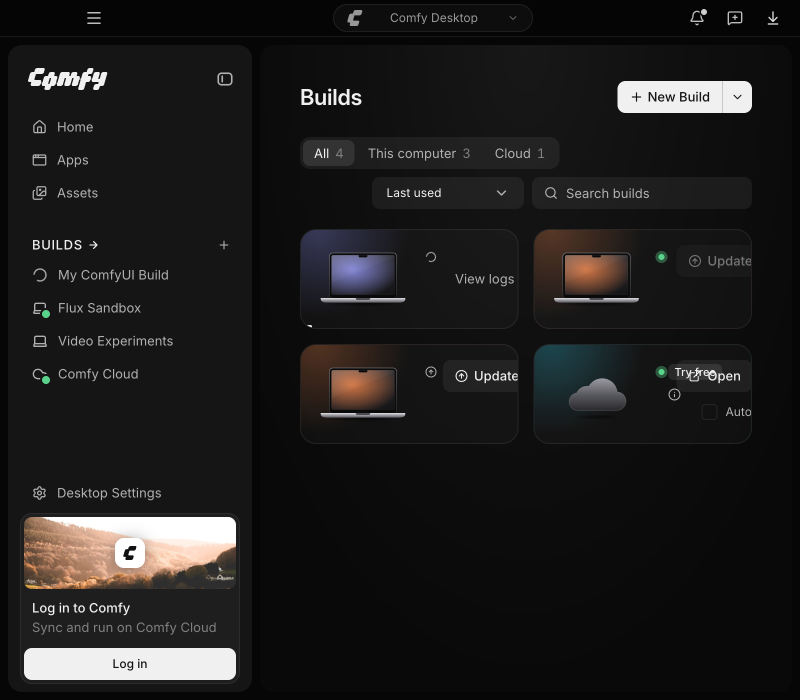 Comfy Desktop
Comfy
Home
Apps
Assets
BUILDS
My ComfyUI Build
Flux Sandbox
Video Experiments
Comfy Cloud
Desktop Settings
Log in to Comfy
Sync and run on Comfy Cloud
Log in
Builds
New Build
All 4
This computer 3
Cloud 1
Last used
Search builds
View logs
Update
Update
Try free
Open
Auto